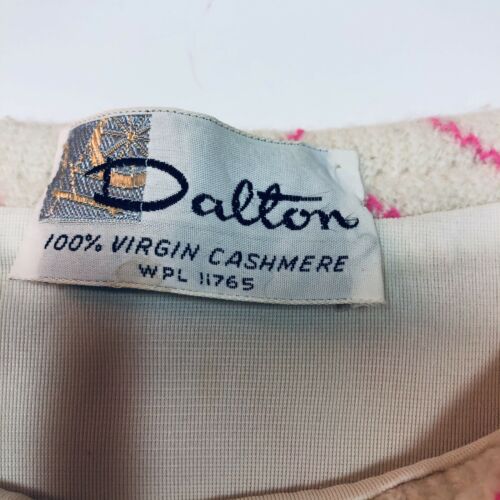 Dalton
100% VIRGIN CASHMERE
WPL 11765